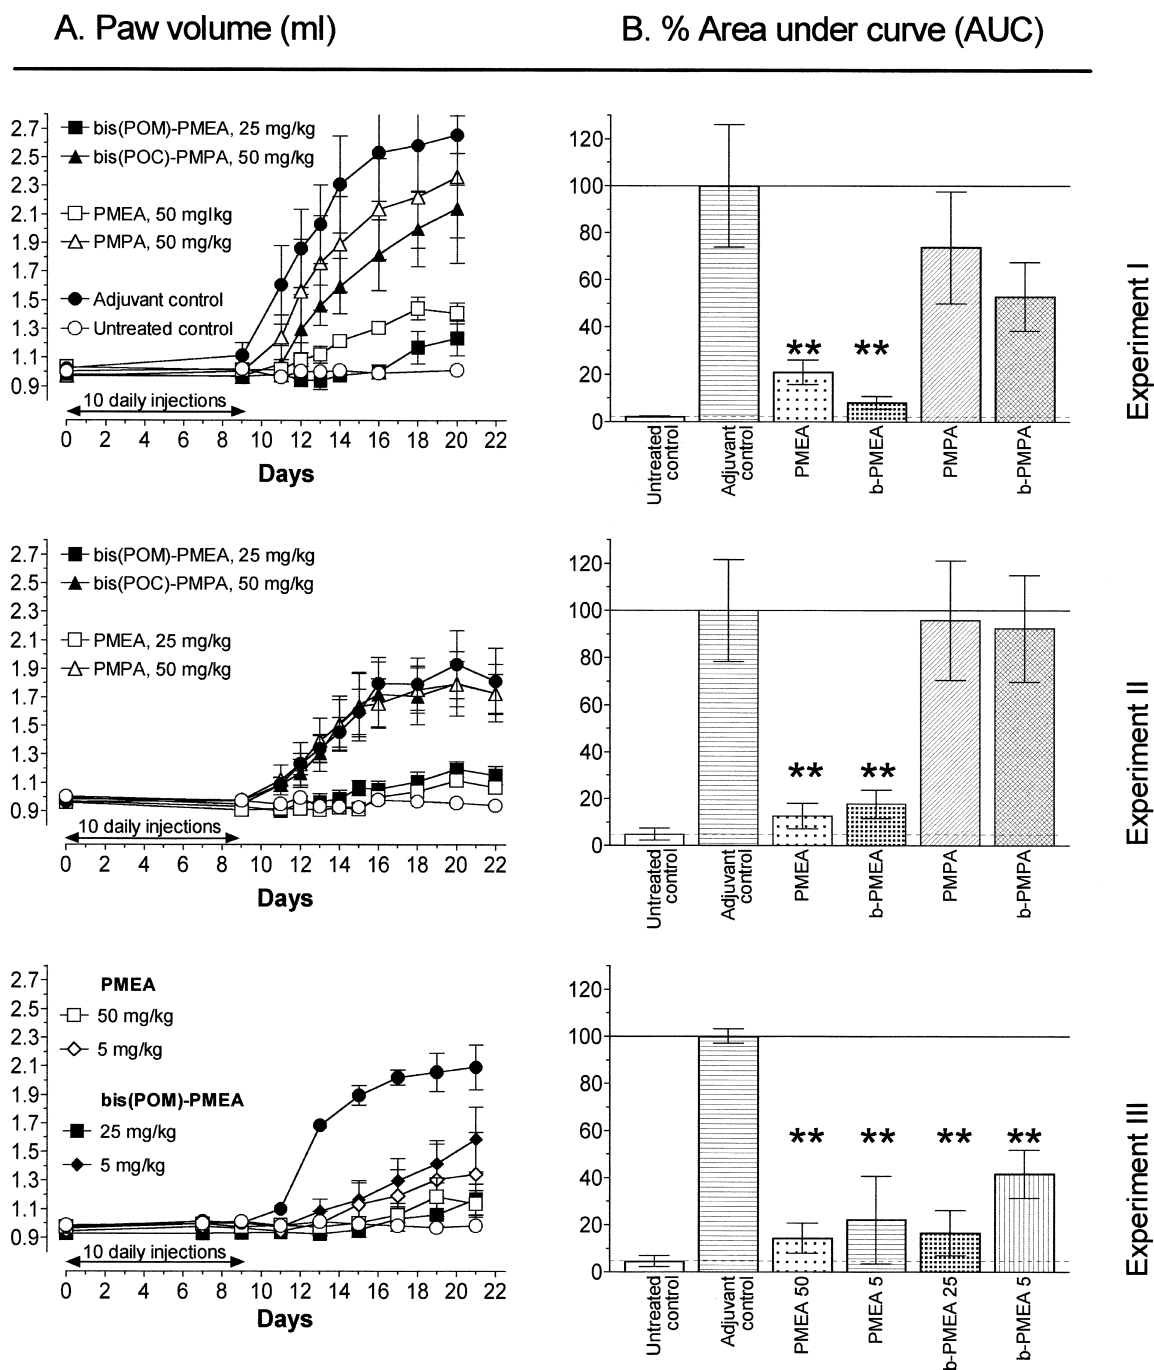 A. Paw volume (ml)
B. % Area under curve (AUC)
2.7
2.5
2.3
2.1
1.9
1.7
1.5
1.3
1.1
0.9
bis(POM)-PMEA, 25 mg/kg
bis(POC)-PMPA, 50 mg/kg
PMEA, 50 mglkg
PMPA, 50 mg/kg
Adjuvant control
Untreated control
10 daily injections
0 2 4 6 8 10 12 14 16 18 20 22
Days
120
100
80
60
40
20
0
** **
Untreated
control
Adjuvant
control
PMEA
b-PMEA
PMPA
b-PMPA
Experiment I
2.7
2.5
2.3
2.1
1.9
1.7
1.5
1.3
1.1
0.9
bis(POM)-PMEA, 25 mg/kg
bis(POC)-PMPA, 50 mg/kg
PMEA, 25 mg/kg
PMPA, 50 mg/kg
10 daily injections
0 2 4 6 8 10 12 14 16 18 20 22
Days
120
100
80
60
40
20
0
** **
Untreated
control
Adjuvant
control
PMEA
b-PMEA
PMPA
b-PMPA
Experiment II
2.7
2.5
2.3
2.1
1.9
1.7
1.5
1.3
1.1
0.9
PMEA
50 mg/kg
5 mg/kg
bis(POM)-PMEA
25 mg/kg
5 mg/kg
10 daily injections
0 2 4 6 8 10 12 14 16 18 20 22
Days
120
100
80
60
40
20
0
** ** ** **
Untreated
control
Adjuvant
control
PMEA 50
PMEA 5
b-PMEA 25
b-PMEA 5
Experiment III